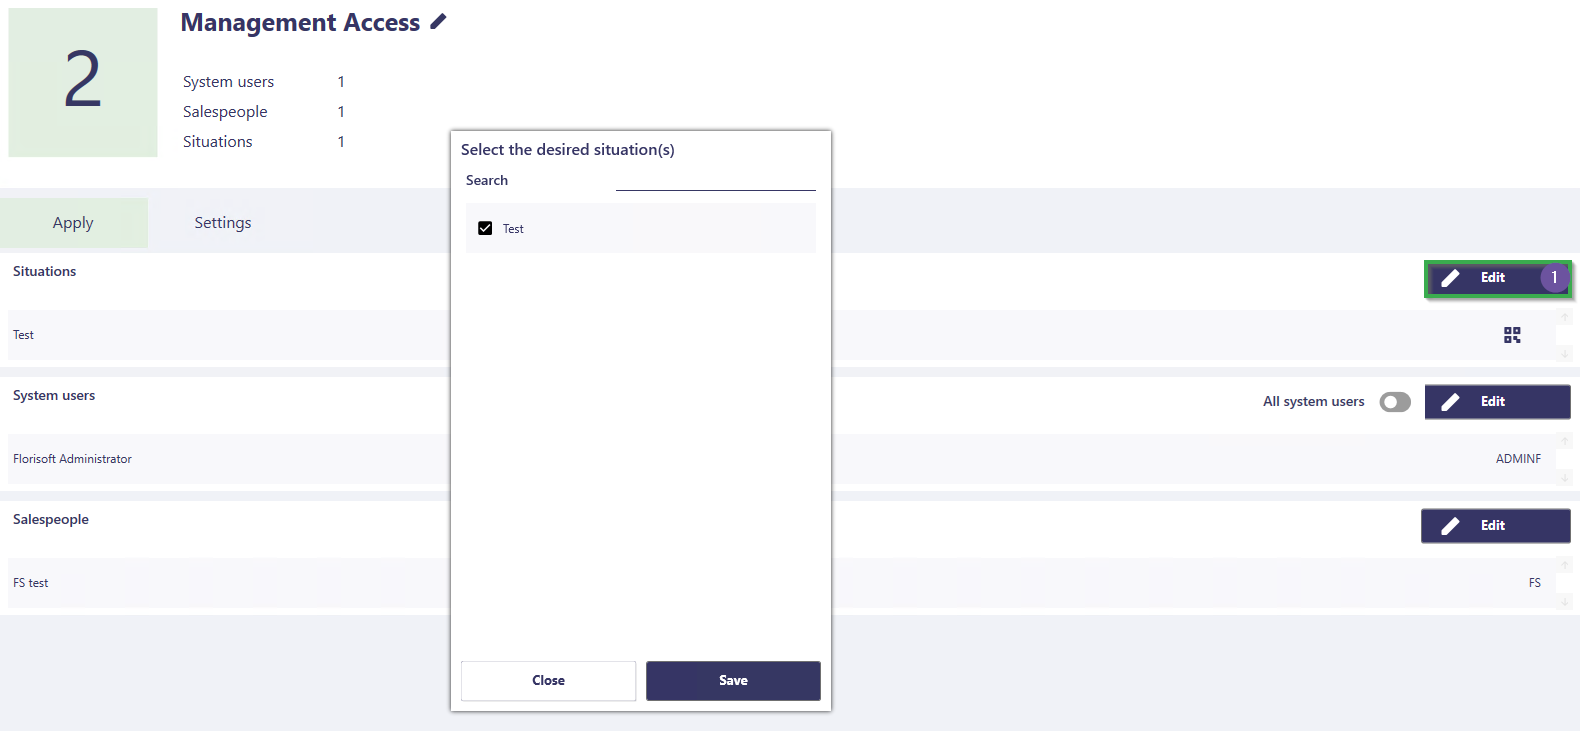 2
Management Access
System users 1
Salespeople 1
Situations 1
Select the desired situation(s)
Search
Test
Close Save
Apply Settings
Situations
Edit 1
Test
System users
All system users
Edit
Florisoft Administrator ADMINF
Salespeople
Edit
FS test FS